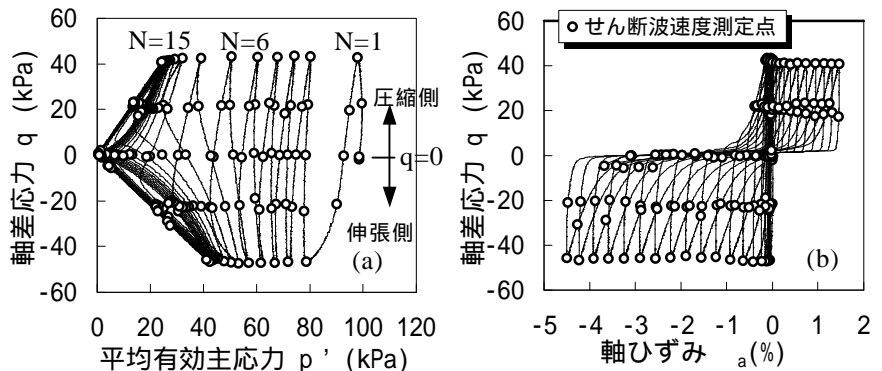 60
40
20
0
-20
-40
-60
軸差応力 q (kPa)
N=15
N=6
N=1
圧縮側
q=0
伸張側
(a)
0
20
40
60
80
100
120
平均有効主応力 p ' (kPa)
60
40
20
0
-20
-40
-60
軸差応力 q (kPa)
せん断波速度測定点
(b)
-5
-4
-3
-2
-1
0
1
2
軸ひずみ a(%)